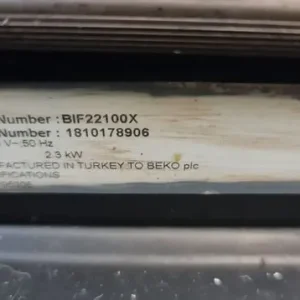 Number : BIF22100X
Number : 1810178906
V~ 50 Hz
2.3 kW
FACTURED IN TURKEY TO BEKO plc
IFICATIONS